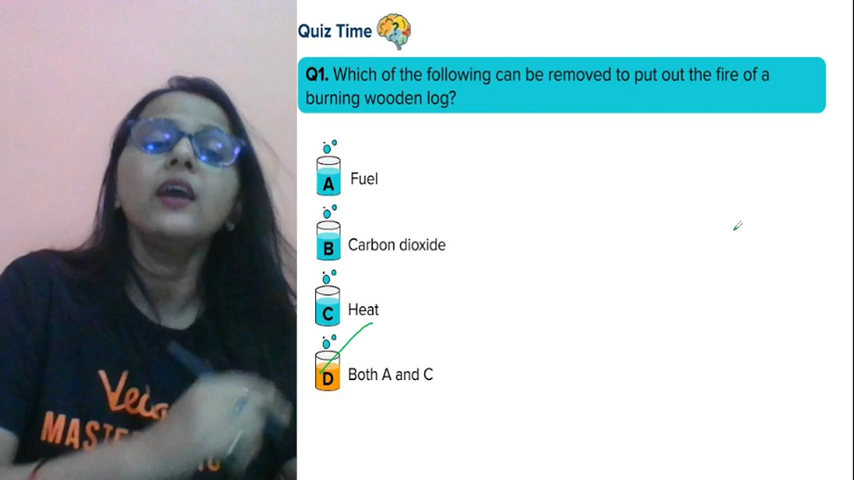 Quiz Time
?
Q1. Which of the following can be removed to put out the fire of a
burning wooden log?
A Fuel
B Carbon dioxide
C Heat
D Both A and C
MAST